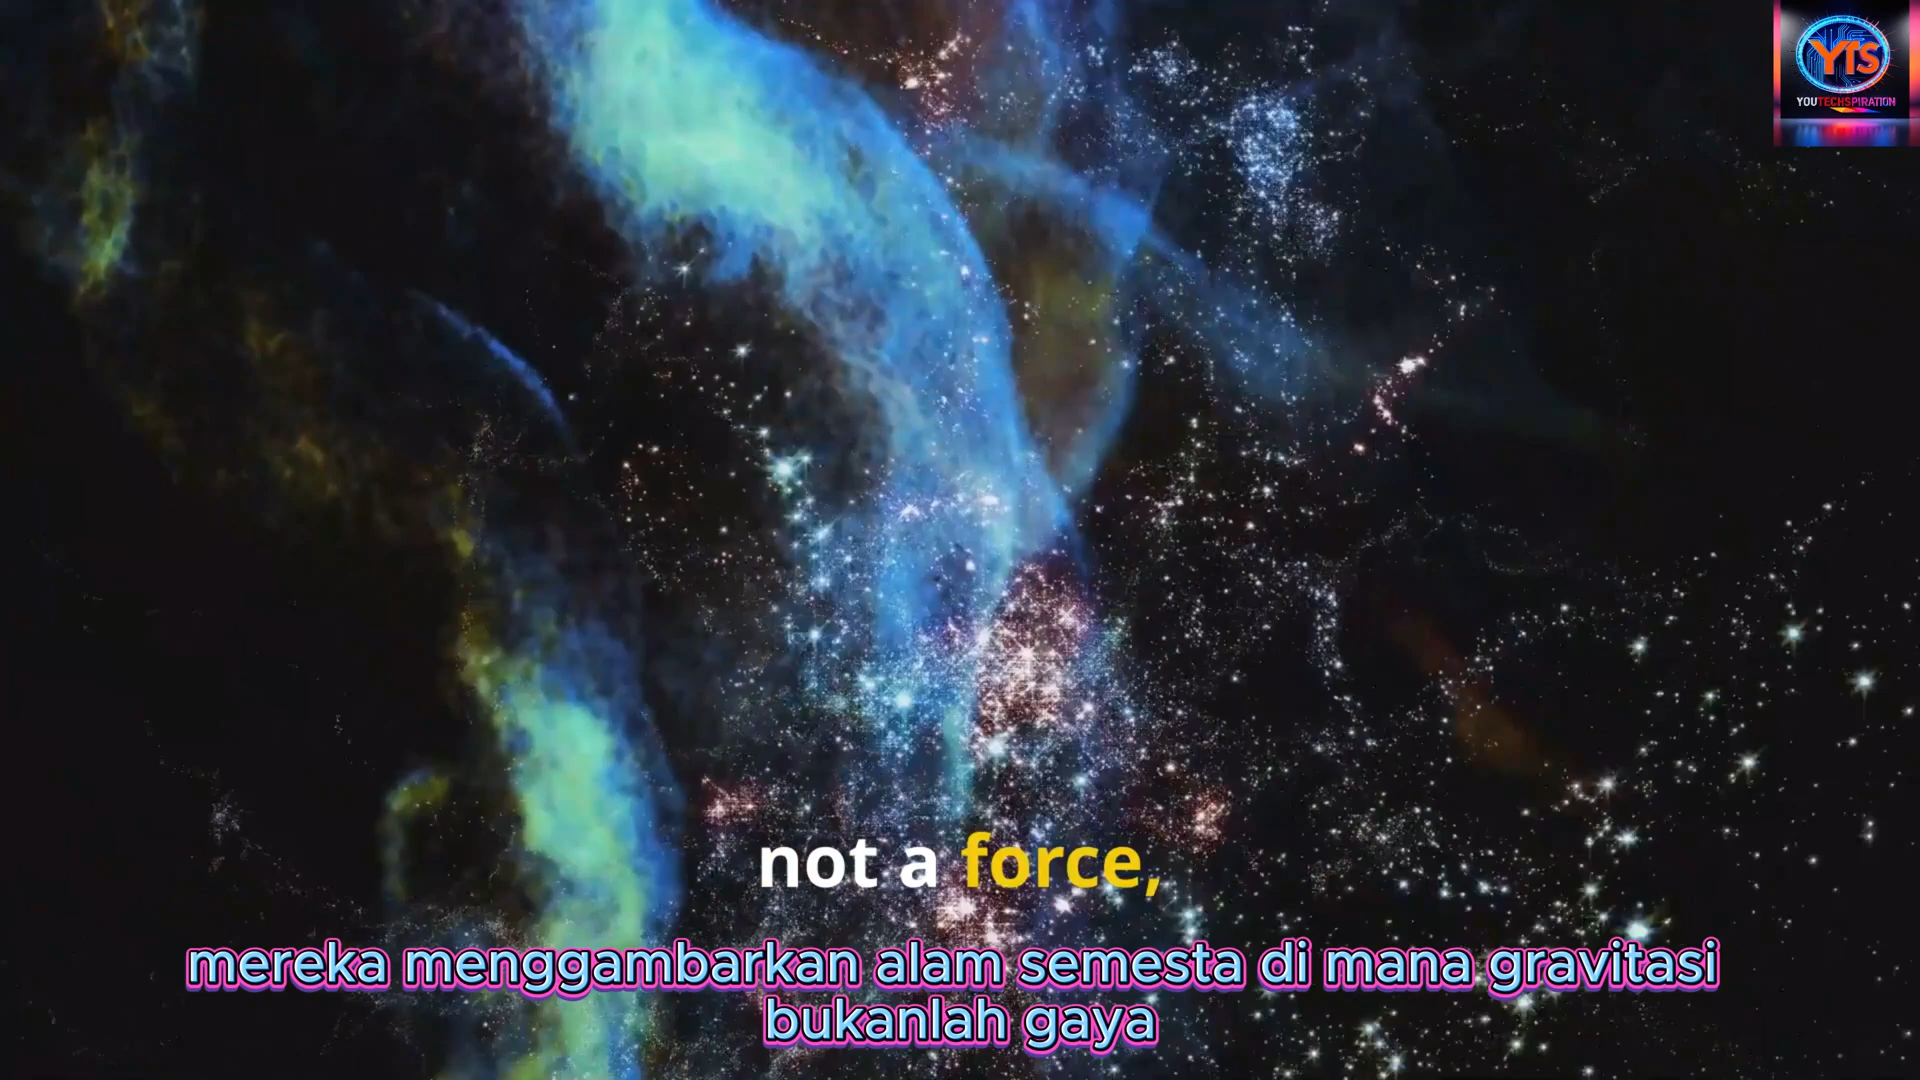 YTS
YOUTECHSPIRATION
not a force,
mereka menggambarkan alam semesta di mana gravitasi
bukanlah gaya